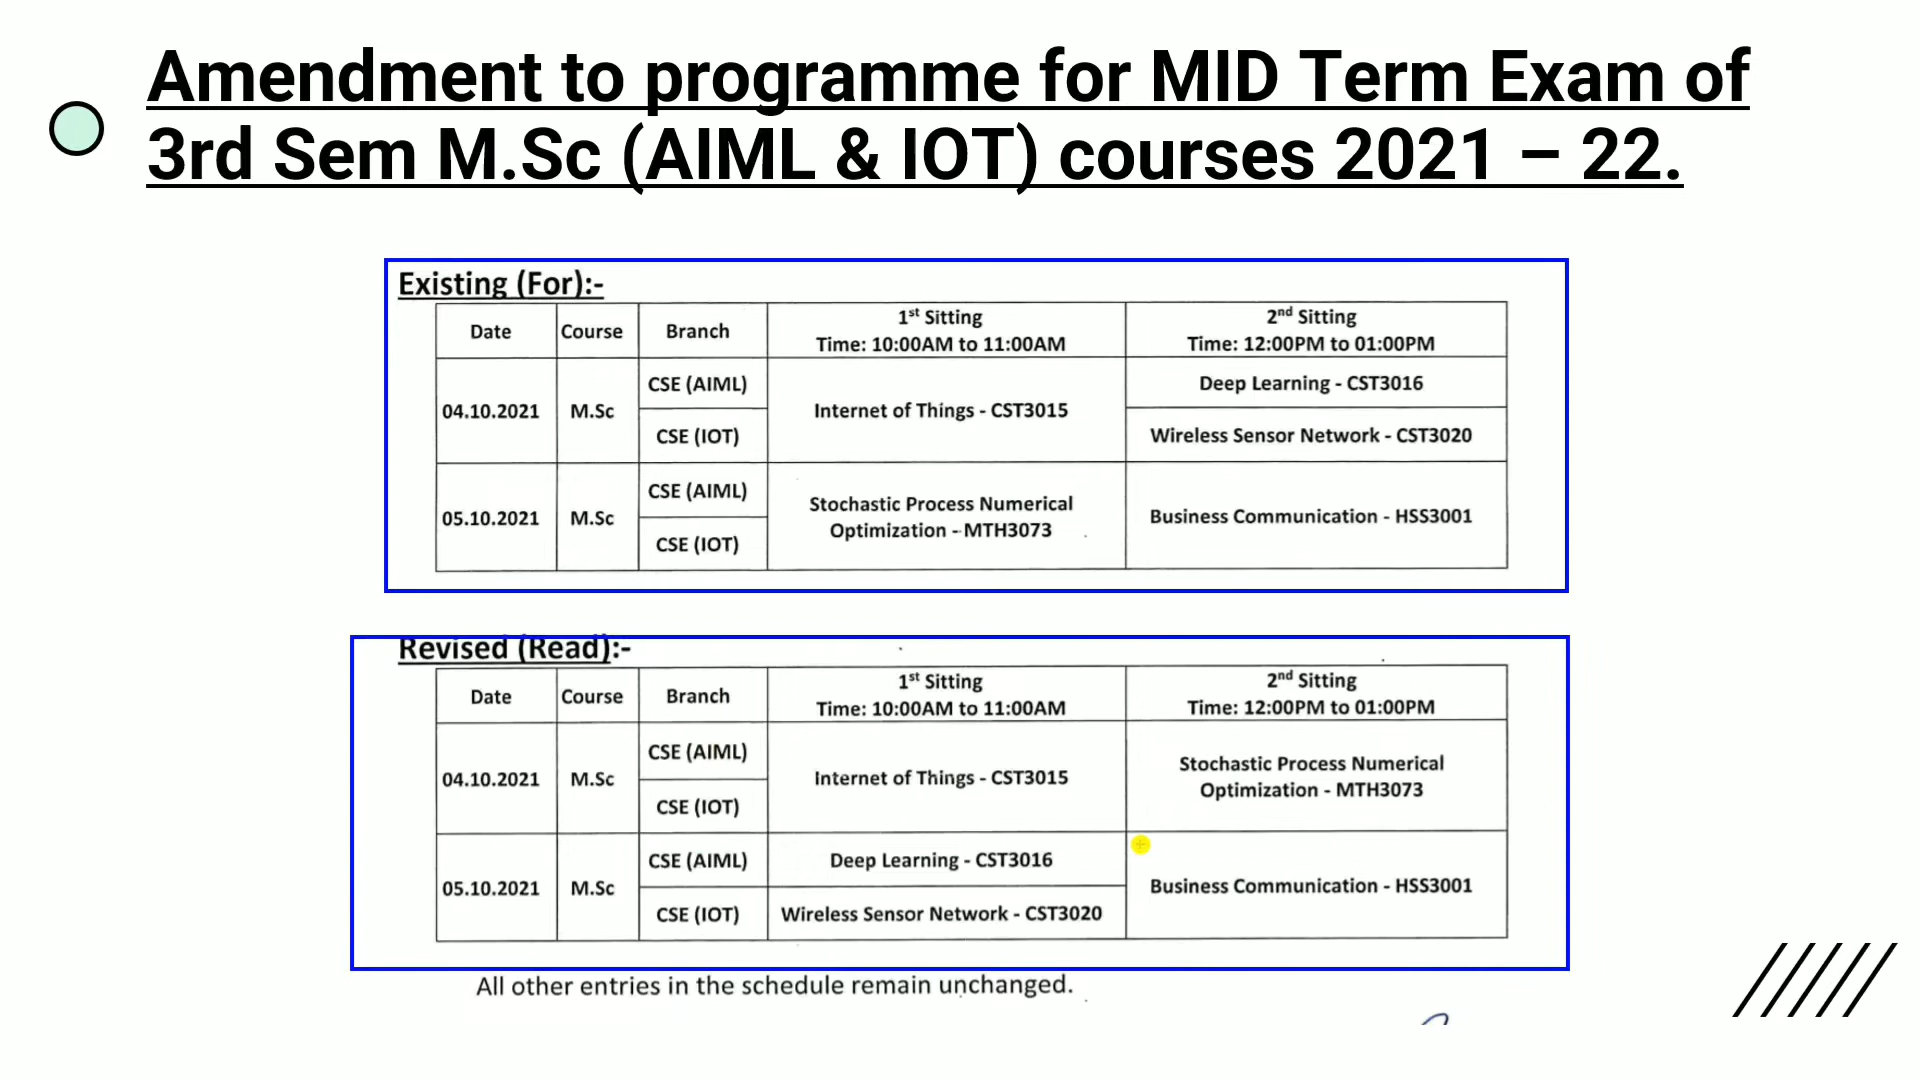 Amendment to programme for MID Term Exam of
3rd Sem M.Sc (AIML & IOT) courses 2021 – 22.
Existing (For):-
Date Course Branch 1st Sitting Time: 10:00AM to 11:00AM 2nd Sitting Time: 12:00PM to 01:00PM
04.10.2021 M.Sc CSE (AIML) Internet of Things - CST3015 Deep Learning - CST3016
CSE (IOT) Wireless Sensor Network - CST3020
05.10.2021 M.Sc CSE (AIML) Stochastic Process Numerical
Optimization - MTH3073 Business Communication - HSS3001
CSE (IOT)
Revised (Read):-
Date Course Branch 1st Sitting Time: 10:00AM to 11:00AM 2nd Sitting Time: 12:00PM to 01:00PM
04.10.2021 M.Sc CSE (AIML) Internet of Things - CST3015 Stochastic Process Numerical
Optimization - MTH3073
CSE (IOT)
05.10.2021 M.Sc CSE (AIML) Deep Learning - CST3016 Business Communication - HSS3001
CSE (IOT) Wireless Sensor Network - CST3020
All other entries in the schedule remain unchanged.